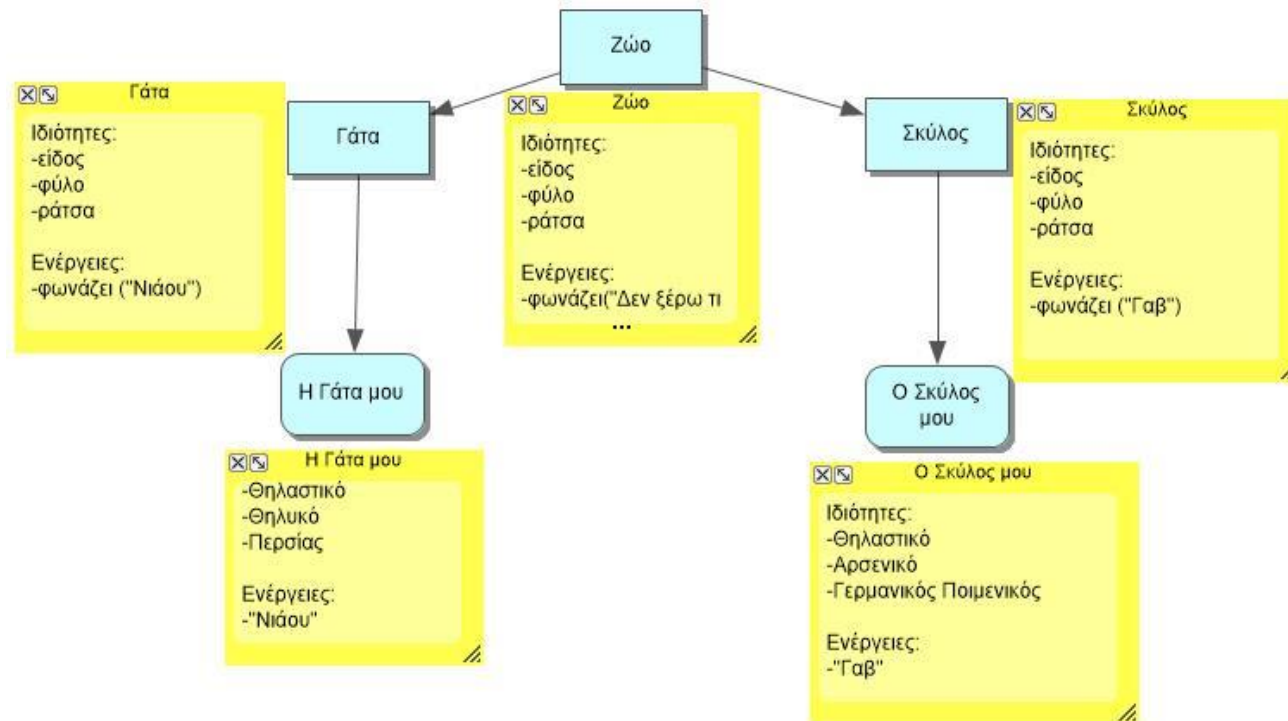 Ζώο
Γάτα
Ιδιότητες:
-είδος
-φύλο
-ράτσα
Ενέργειες:
-φωνάζει ("Νιάου")
Γάτα
Ζώο
Ιδιότητες:
-είδος
-φύλο
-ράτσα
Ενέργειες:
-φωνάζει("Δεν ξέρω τι
...
Σκύλος
Σκύλος
Ιδιότητες:
-είδος
-φύλο
-ράτσα
Ενέργειες:
-φωνάζει ("Γαβ")
Η Γάτα μου
Η Γάτα μου
-Θηλαστικό
-Θηλυκό
-Περσίας
Ενέργειες:
-"Νιάου"
Ο Σκύλος
μου
Ο Σκύλος μου
Ιδιότητες:
-Θηλαστικό
-Αρσενικό
-Γερμανικός Ποιμενικός
Ενέργειες:
-"Γαβ"